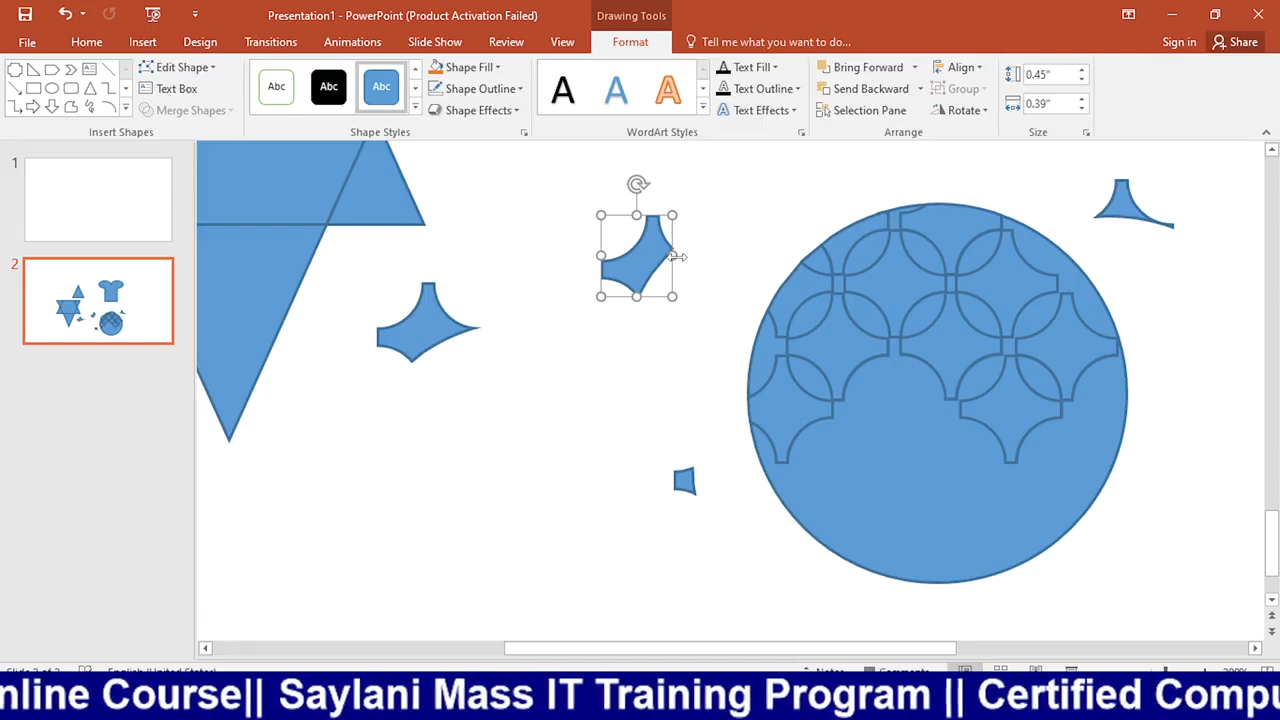 Presentation1 - PowerPoint (Product Activation Failed)
Drawing Tools
File
Home
Insert
Design
Transitions
Animations
Slide Show
Review
View
Format
Tell me what you want to do...
Sign in
Share
Edit Shape
Text Box
Merge Shapes
Insert Shapes
Abc
Abc
Abc
Shape Fill
Shape Outline
Shape Effects
Shape Styles
A
A
A
Text Fill
Text Outline
Text Effects
WordArt Styles
Bring Forward
Send Backward
Selection Pane
Align
Group
Rotate
Arrange
0.45"
0.39"
Size
1
2
nline Course|| Saylani Mass IT Training Program || Certified Compu